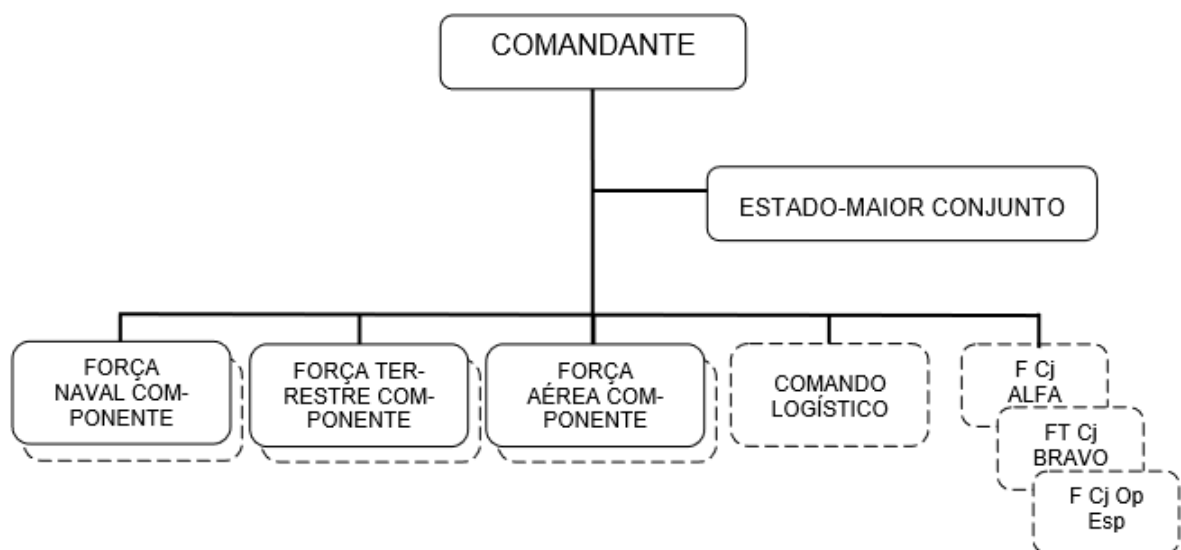 COMANDANTE
ESTADO-MAIOR CONJUNTO
FORÇA
NAVAL COM-
PONENTE
FORÇA TER-
RESTRE COM-
PONENTE
FORÇA
AÉREA COM-
PONENTE
COMANDO
LOGÍSTICO
F Cj
ALFA
FT Cj
BRAVO
F Cj Op
Esp